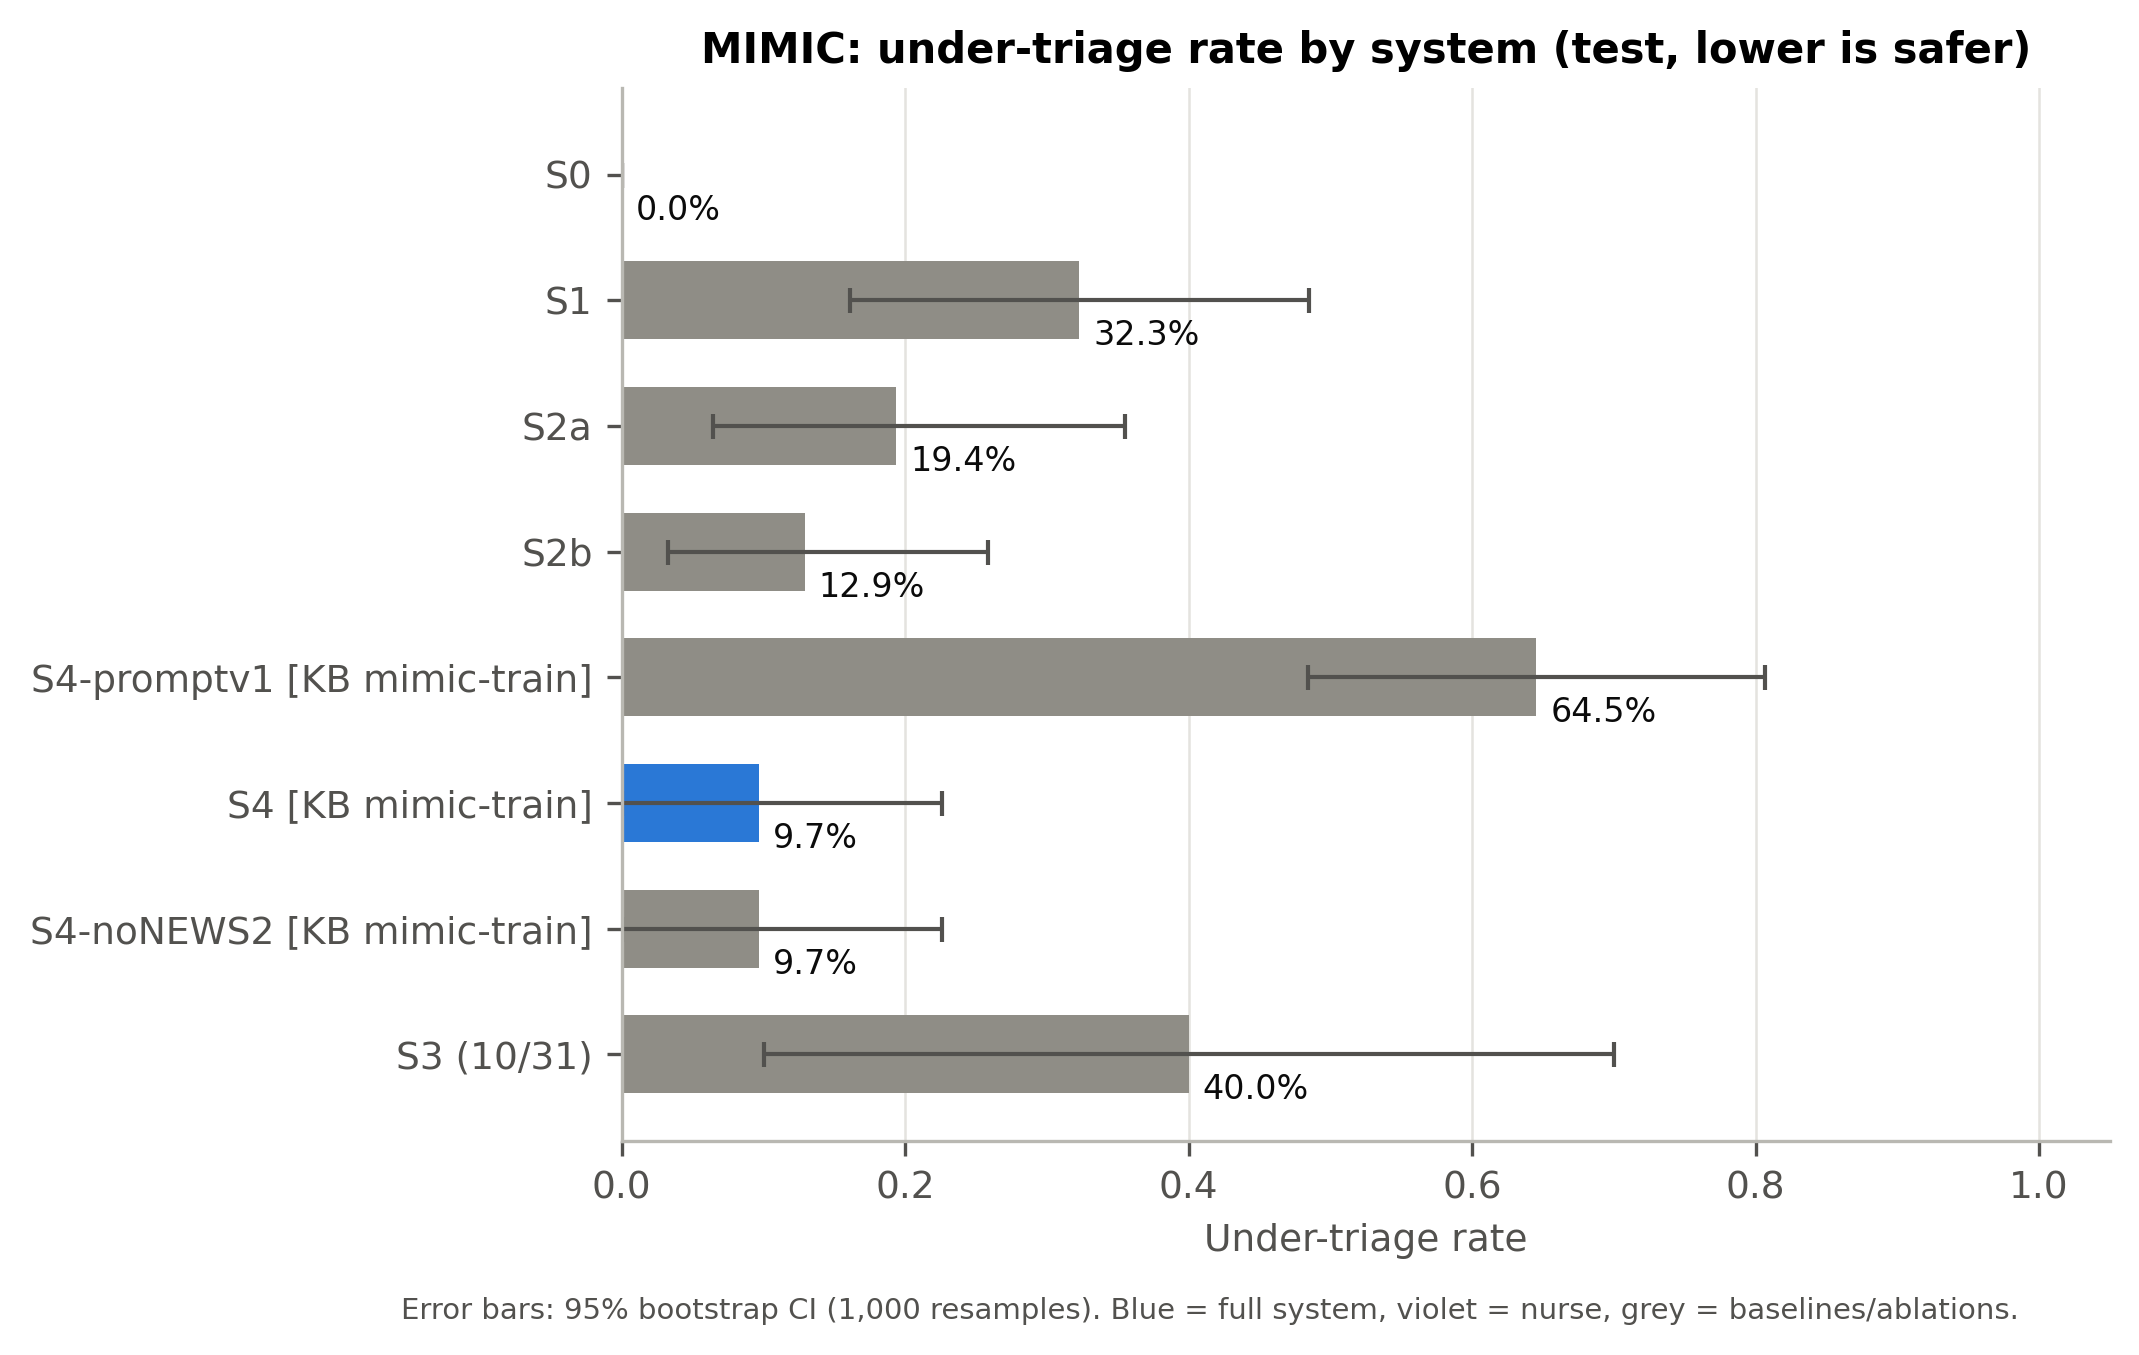 MIMIC: under-triage rate by system (test, lower is safer)
S0
0.0%
S1
32.3%
S2a
19.4%
S2b
12.9%
S4-promptv1 [KB mimic-train]
64.5%
S4 [KB mimic-train]
9.7%
S4-noNEWS2 [KB mimic-train]
9.7%
S3 (10/31)
40.0%
0.0 0.2 0.4 0.6 0.8 1.0
Under-triage rate
Error bars: 95% bootstrap CI (1,000 resamples). Blue = full system, violet = nurse, grey = baselines/ablations.